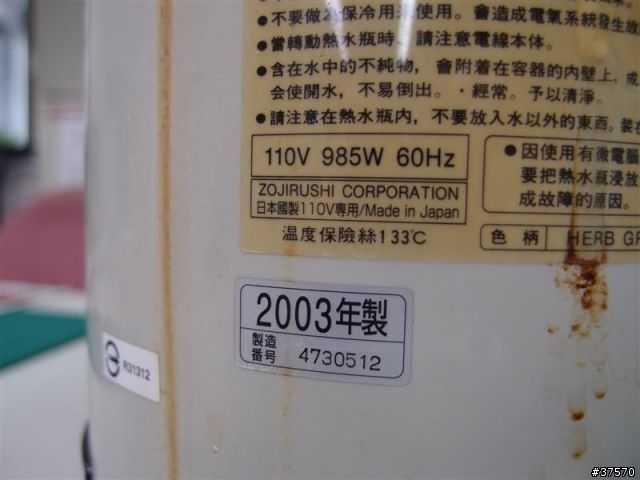 不要做為保冷用來使用。會造成電氣系統發生故
當轉動熱水瓶時、請注意電線本体。
含在水中的不純物，會附着在容器的内壁上，成
会使開水，不易倒出。・經常。予以清淨。
請注意在熱水瓶内，不要放入水以外的東西。装在
110V 985W 60Hz
ZOJIRUSHI CORPORATION
日本國製110V専用/Made in Japan
温度保險絲133℃
因使用有微電腦
要把熱水瓶浸放
成故障的原因。
色 柄 HERB GR
2003年製
製造
番号 4730512
R31312
#37570